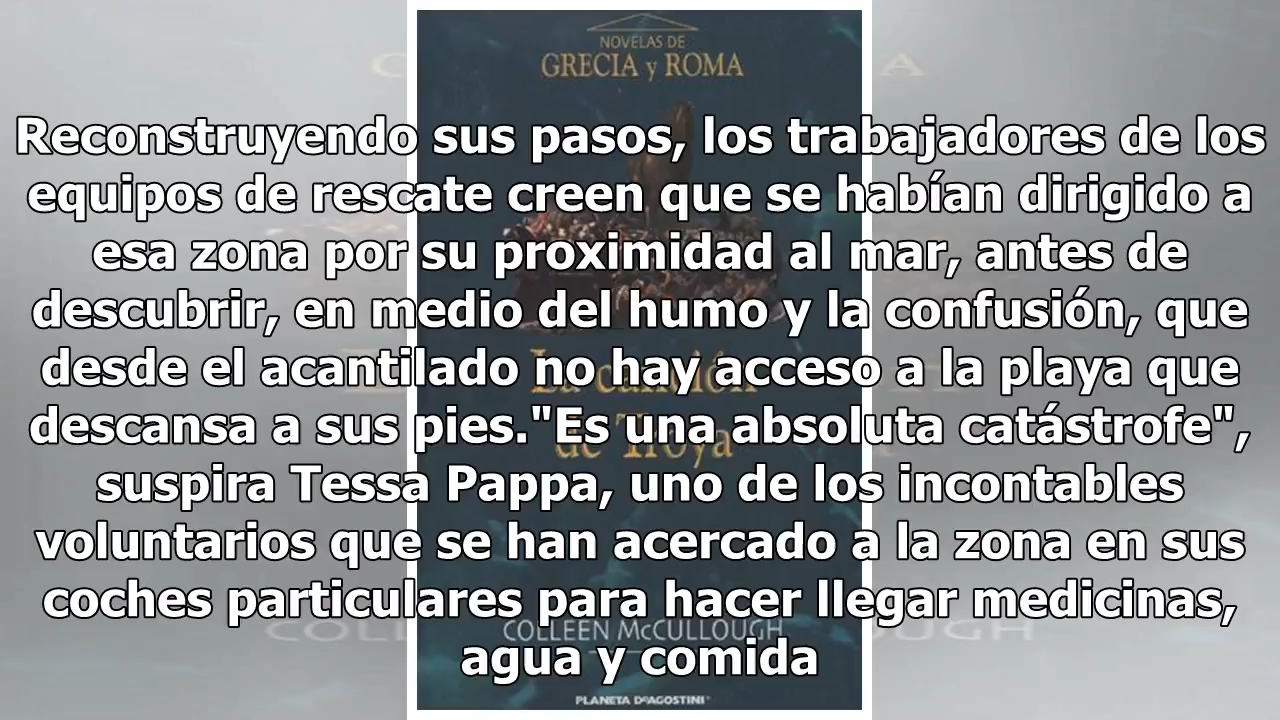 NOVELAS DE
GRECIA y ROMA
Reconstruyendo sus pasos, los trabajadores de los
equipos de rescate creen que se habían dirigido a
esa zona por su proximidad al mar, antes de
descubrir, en medio del humo y la confusión, que
desde el acantilado no hay acceso a la playa que
La canción
descansa a sus pies."Es una absoluta catástrofe",
de Troya
suspira Tessa Pappa, uno de los incontables
voluntarios que se han acercado a la zona en sus
coches particulares para hacer llegar medicinas,
COLLEEN McCULLOUGH
agua y comida
PLANETA DEAGOSTINI